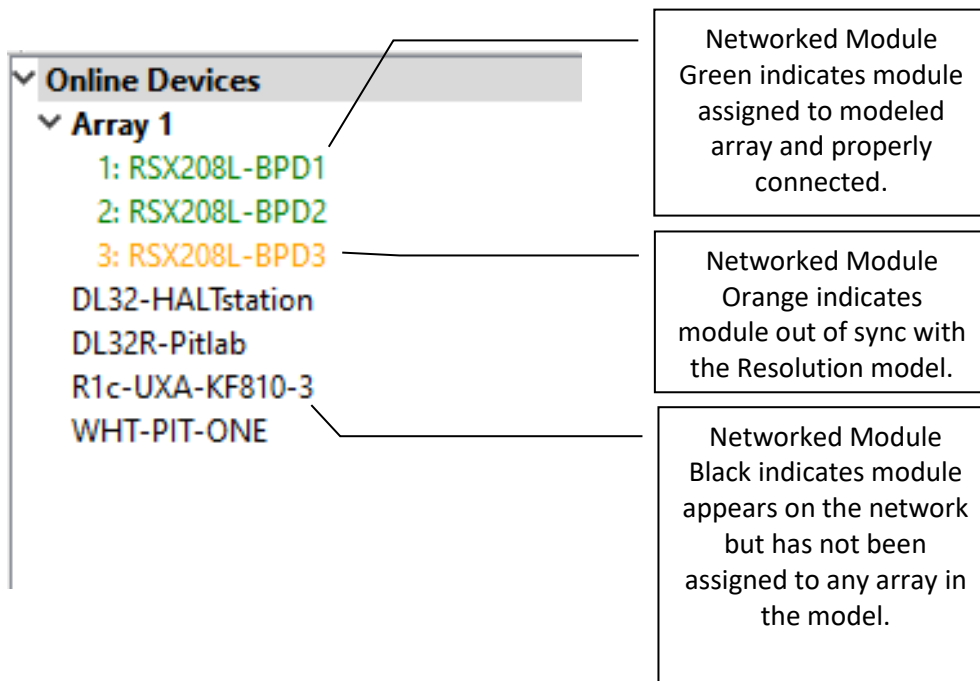 Online Devices
Array 1
1: RSX208L-BPD1
2: RSX208L-BPD2
3: RSX208L-BPD3
DL32-HALTstation
DL32R-Pitlab
R1c-UXA-KF810-3
WHT-PIT-ONE
Networked Module
Green indicates module
assigned to modeled
array and properly
connected.
Networked Module
Orange indicates
module out of sync with
the Resolution model.
Networked Module
Black indicates module
appears on the network
but has not been
assigned to any array in
the model.